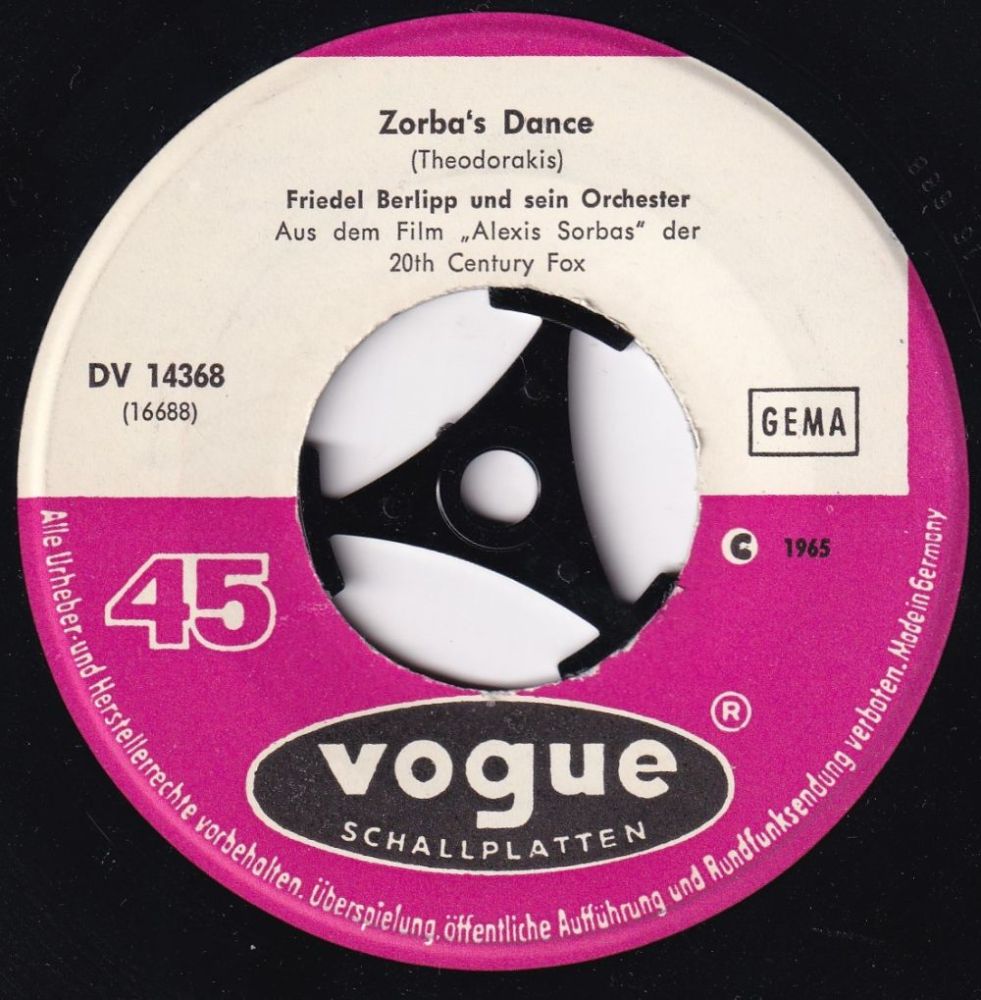 Zorba's Dance
(Theodorakis)
Friedel Berlipp und sein Orchester
Aus dem Film „Alexis Sorbas" der
20th Century Fox
DV 14368
(16688)
GEMA
45
C 1965
vogue ®
SCHALLPLATTEN
Alle Urheber-und Herstellerrechte vorbehalten. Überspielung, öffentliche Aufführung und Rundfunksendung verboten. Made in Germany